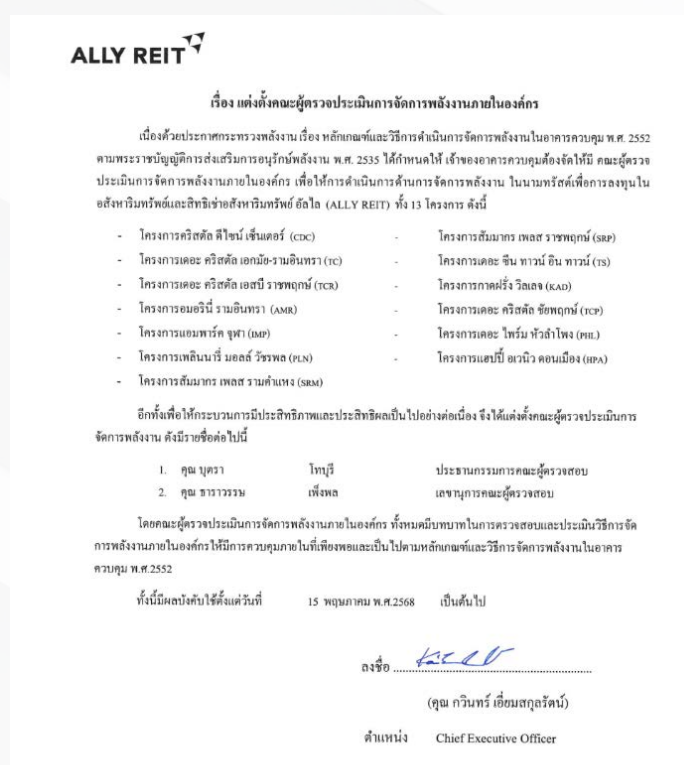 ALLY REIT
เรื่อง แต่งตั้งคณะผู้ตรวจประเมินการจัดการพลังงานภายในองค์กร
เนื่องด้วยประกาศกระทรวงพลังงาน เรื่อง หลักเกณฑ์และวิธีการดำเนินการจัดการพลังงานในอาคารควบคุม พ.ศ. 2552
ตามพระราชบัญญัติการส่งเสริมการอนุรักษ์พลังงาน พ.ศ. 2535 ได้กำหนดให้ เจ้าของอาคารควบคุมต้องจัดให้มี คณะผู้ตรวจ
ประเมินการจัดการพลังงานภายในองค์กร เพื่อให้การดำเนินการด้านการจัดการพลังงาน ในนามทรัสต์เพื่อการลงทุนใน
อสังหาริมทรัพย์และสิทธิเช่าอสังหาริมทรัพย์ อัลไล (ALLY REIT) ทั้ง 13 โครงการ ดังนี้
- โครงการคริสตัล ดีไซน์ เซ็นเตอร์ (CDC) - โครงการสัมมากร เพลส ราชพฤกษ์ (SRP)
- โครงการเดอะ คริสตัล เอกมัย-รามอินทรา (TC) - โครงการเดอะ ซีน ทาวน์ อิน ทาวน์ (TS)
- โครงการเดอะ คริสตัล เอสบี ราชพฤกษ์ (TCR) - โครงการกาดฝรั่ง วิลเลจ (KAD)
- โครงการอมอรินี่ รามอินทรา (AMR) - โครงการเดอะ คริสตัล ชัยพฤกษ์ (TCP)
- โครงการแอมพาร์ค จุฬา (IMP) - โครงการเดอะ ไพร์ม หัวลำโพง (PHL)
- โครงการเพลินนารี่ มอลล์ วัชรพล (PLN) - โครงการแฮปปี้ อเวนิว ดอนเมือง (HPA)
- โครงการสัมมากร เพลส รามคำแหง (SRM)
อีกทั้งเพื่อให้กระบวนการมีประสิทธิภาพและประสิทธิผลเป็นไปอย่างต่อเนื่อง จึงได้แต่งตั้งคณะผู้ตรวจประเมินการ
จัดการพลังงาน ดังมีรายชื่อต่อไปนี้
1. คุณ บุตรา โทบุรี ประธานกรรมการคณะผู้ตรวจสอบ
2. คุณ ธาราวรรษ เพ็งพล เลขานุการคณะผู้ตรวจสอบ
โดยคณะผู้ตรวจประเมินการจัดการพลังงานภายในองค์กร ทั้งหมดมีบทบาทในการตรวจสอบและประเมินวิธีการจัด
การพลังงานภายในองค์กรให้มีการควบคุมภายในที่เพียงพอและเป็นไปตามหลักเกณฑ์และวิธีการจัดการพลังงานในอาคาร
ควบคุม พ.ศ.2552
ทั้งนี้มีผลบังคับใช้ตั้งแต่วันที่ 15 พฤษภาคม พ.ศ.2568 เป็นต้นไป
ลงชื่อ
(คุณ กวินทร์ เอี่ยมสกุลรัตน์)
ตำแหน่ง Chief Executive Officer